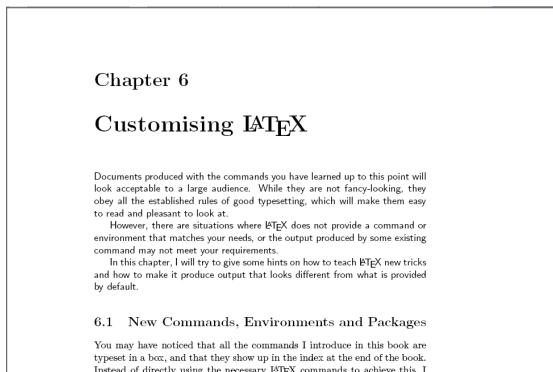 Chapter 6
Customising LATEX
Documents produced with the commands you have learned up to this point will
look acceptable to a large audience. While they are not fancy-looking, they
obey all the established rules of good typesetting, which will make them easy
to read and pleasant to look at.
However, there are situations where LATEX does not provide a command or
environment that matches your needs, or the output produced by some existing
command may not meet your requirements.
In this chapter, I will try to give some hints on how to teach LATEX new tricks
and how to make it produce output that looks different from what is provided
by default.
6.1 New Commands, Environments and Packages
You may have noticed that all the commands I introduce in this book are
typeset in a box, and that they show up in the index at the end of the book.
Instead of directly using the necessary LATEX commands to achieve this, I